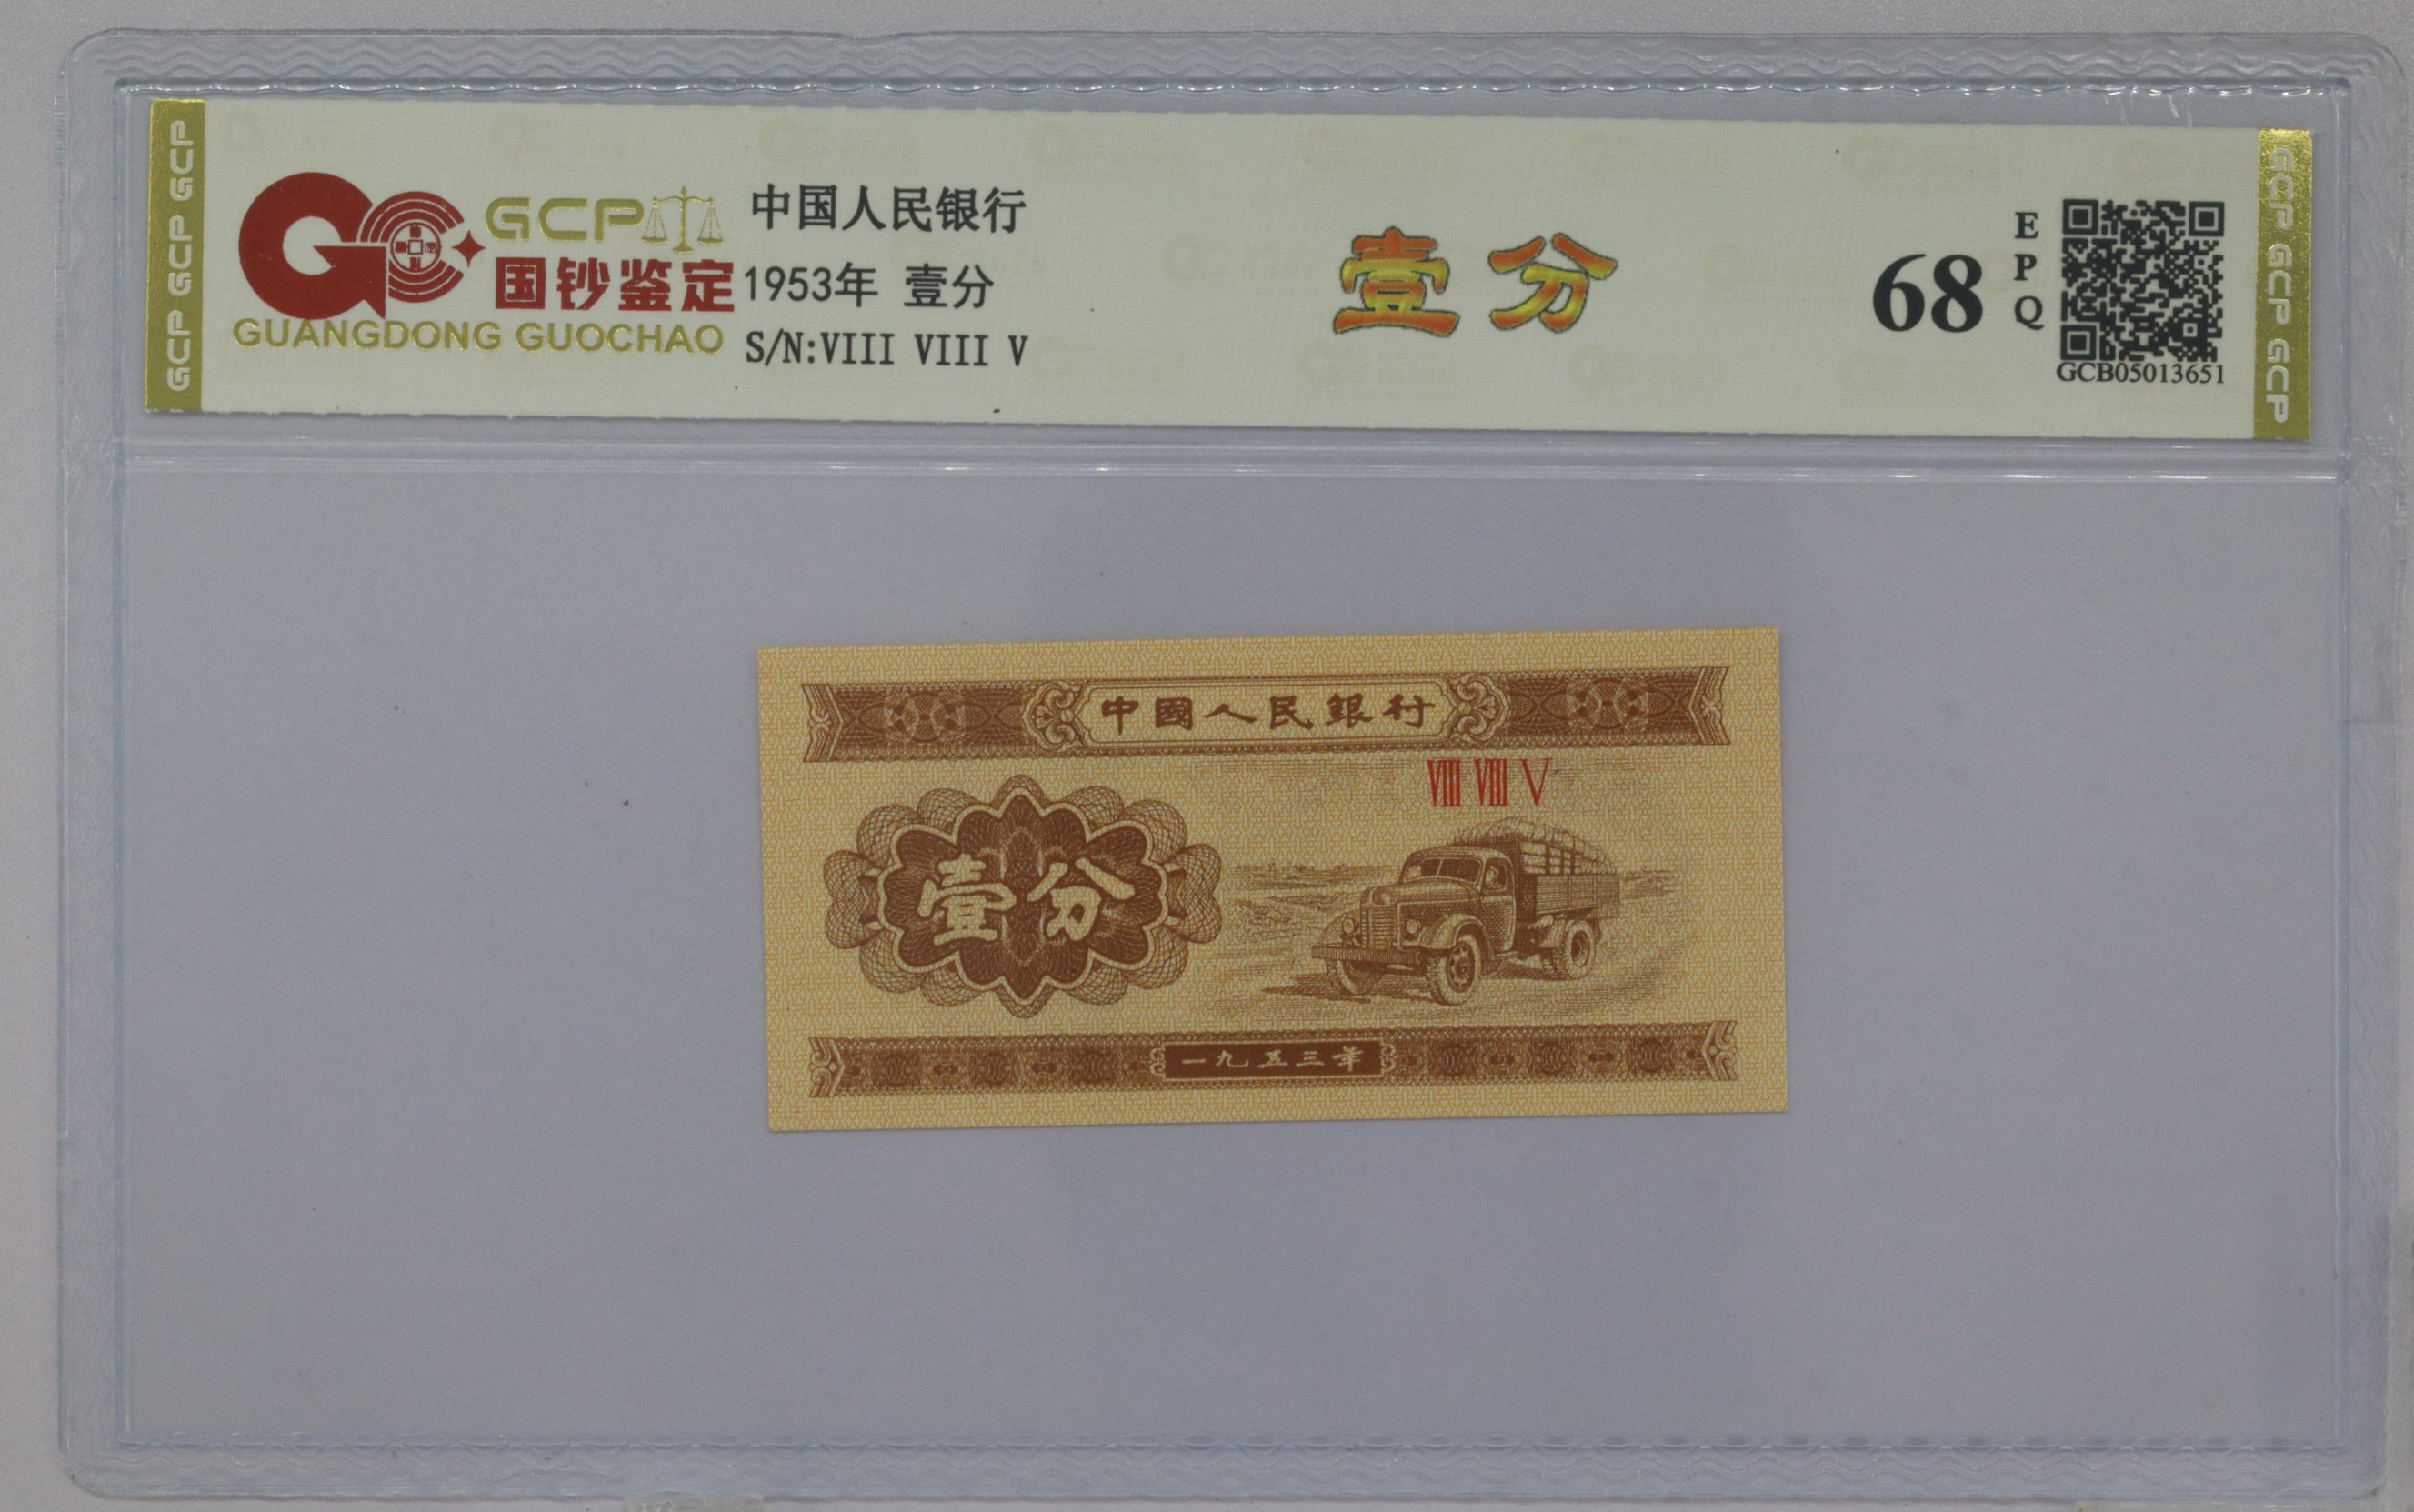 GCP GCP GCP
GCP
国钞鉴定
GUANGDONG GUOCHAO
中国人民银行
1953年 壹分
S/N:VIII VIII V
壹分
68
EPQ
GCB05013651
GCP GCP GCP
中國人民銀行
VIII VIII V
壹分
一九五三年